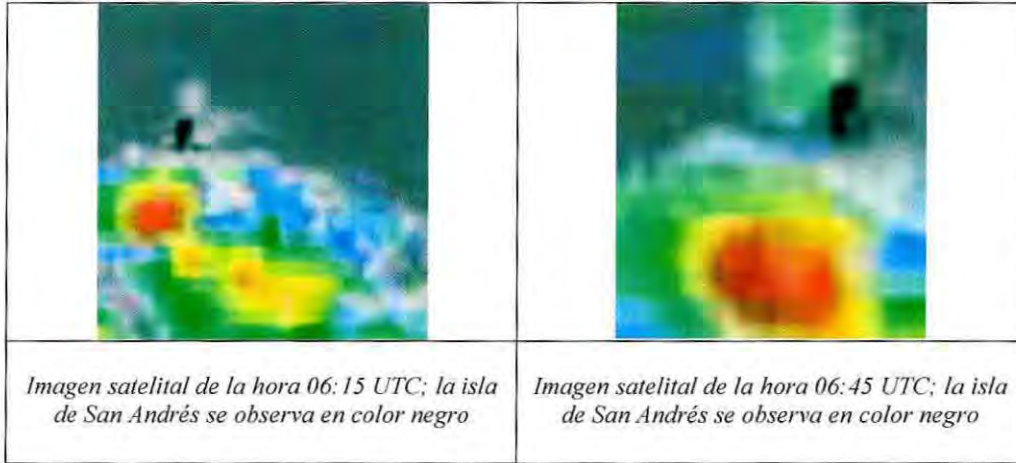 Imagen satelital de la hora 06:15 UTC; la isla
de San Andrés se observa en color negro
Imagen satelital de la hora 06:45 UTC; la isla
de San Andrés se observa en color negro